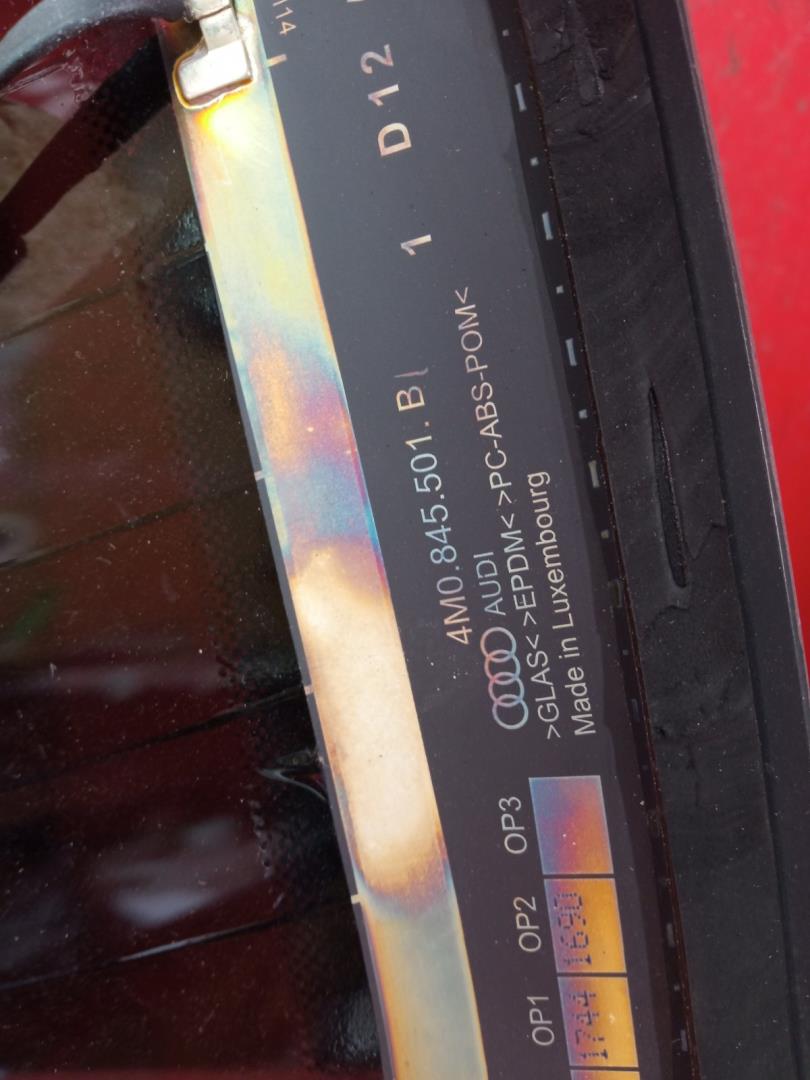 114
1 D12
4M0.845.501. B
AUDI
>GLAS< >EPDM< >PC-ABS-POM<
Made in Luxembourg
OP1 OP2 OP3
1744 1690